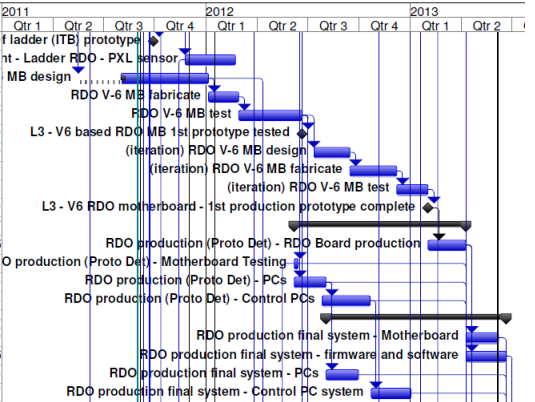 2011 2012 2013
Qtr 1 Qtr 2 Qtr 3 Qtr 4 Qtr 1 Qtr 2 Qtr 3 Qtr 4 Qtr 1 Qtr 2
f ladder (ITB) prototype
nt - Ladder RDO - PXL sensor
MB design
RDO V-6 MB fabricate
RDO V-6 MB test
L3 - V6 based RDO MB 1st prototype tested
(iteration) RDO V-6 MB design
(iteration) RDO V-6 MB fabricate
(iteration) RDO V-6 MB test
L3 - V6 RDO motherboard - 1st production prototype complete
RDO production (Proto Det) - RDO Board production
O production (Proto Det) - Motherboard Testing
RDO production (Proto Det) - PCs
RDO production (Proto Det) - Control PCs
RDO production final system - Motherboard
RDO production final system - firmware and software
RDO production final system - PCs
RDO production final system - Control PC system